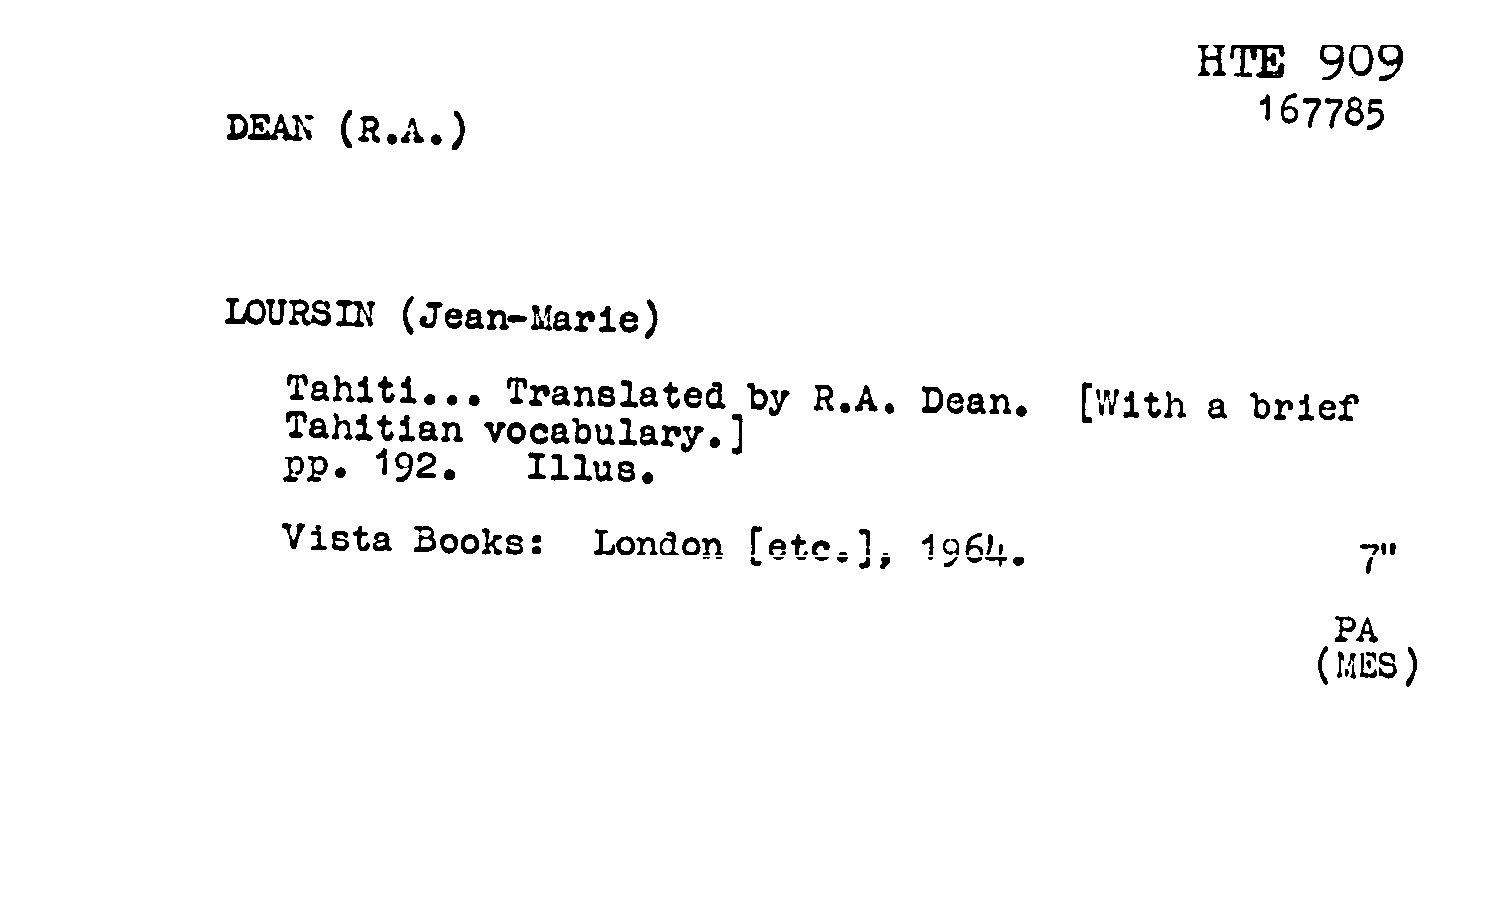 HTE 909
167785
DEAN (R.A.)
LOURSIN (Jean-Marie)
Tahiti... Translated by R.A. Dean. [With a brief
Tahitian vocabulary.]
pp. 192. Illus.
Vista Books: London [etc.], 1964. 7"
PA
(MES)